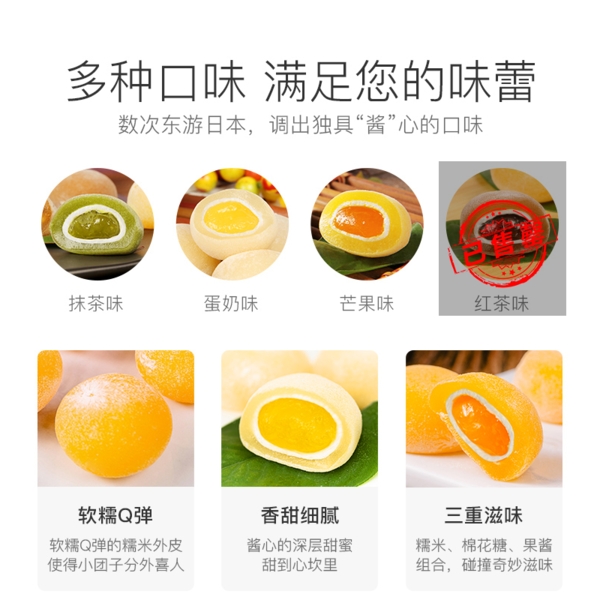 多种口味 满足您的味蕾
数次东游日本，调出独具“酱”心的口味
抹茶味
蛋奶味
芒果味
已售罄
红茶味
软糯Q弹
软糯Q弹的糯米外皮
使得小团子分外喜人
香甜细腻
酱心的深层甜蜜
甜到心坎里
三重滋味
糯米、棉花糖、果酱
组合，碰撞奇妙滋味